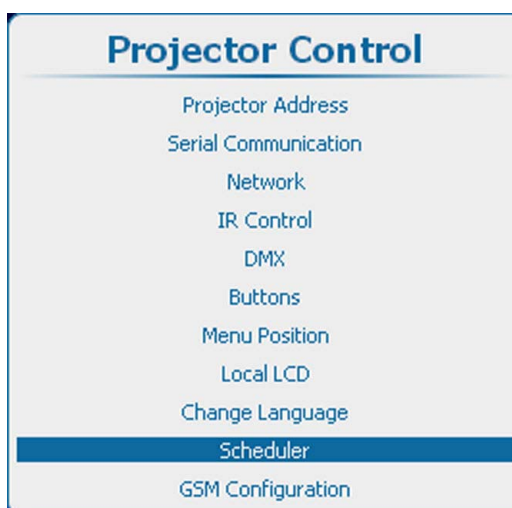 Projector Control
Projector Address
Serial Communication
Network
IR Control
DMX
Buttons
Menu Position
Local LCD
Change Language
Scheduler
GSM Configuration